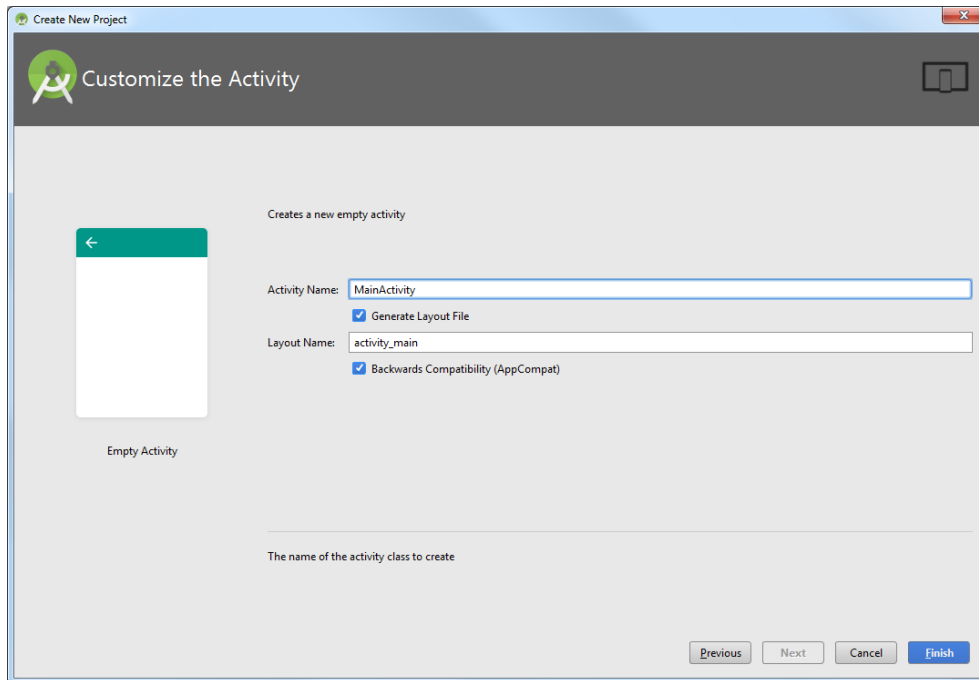 Create New Project
Customize the Activity
Creates a new empty activity
Activity Name: MainActivity
Generate Layout File
Layout Name: activity_main
Backwards Compatibility (AppCompat)
Empty Activity
The name of the activity class to create
Previous Next Cancel Finish